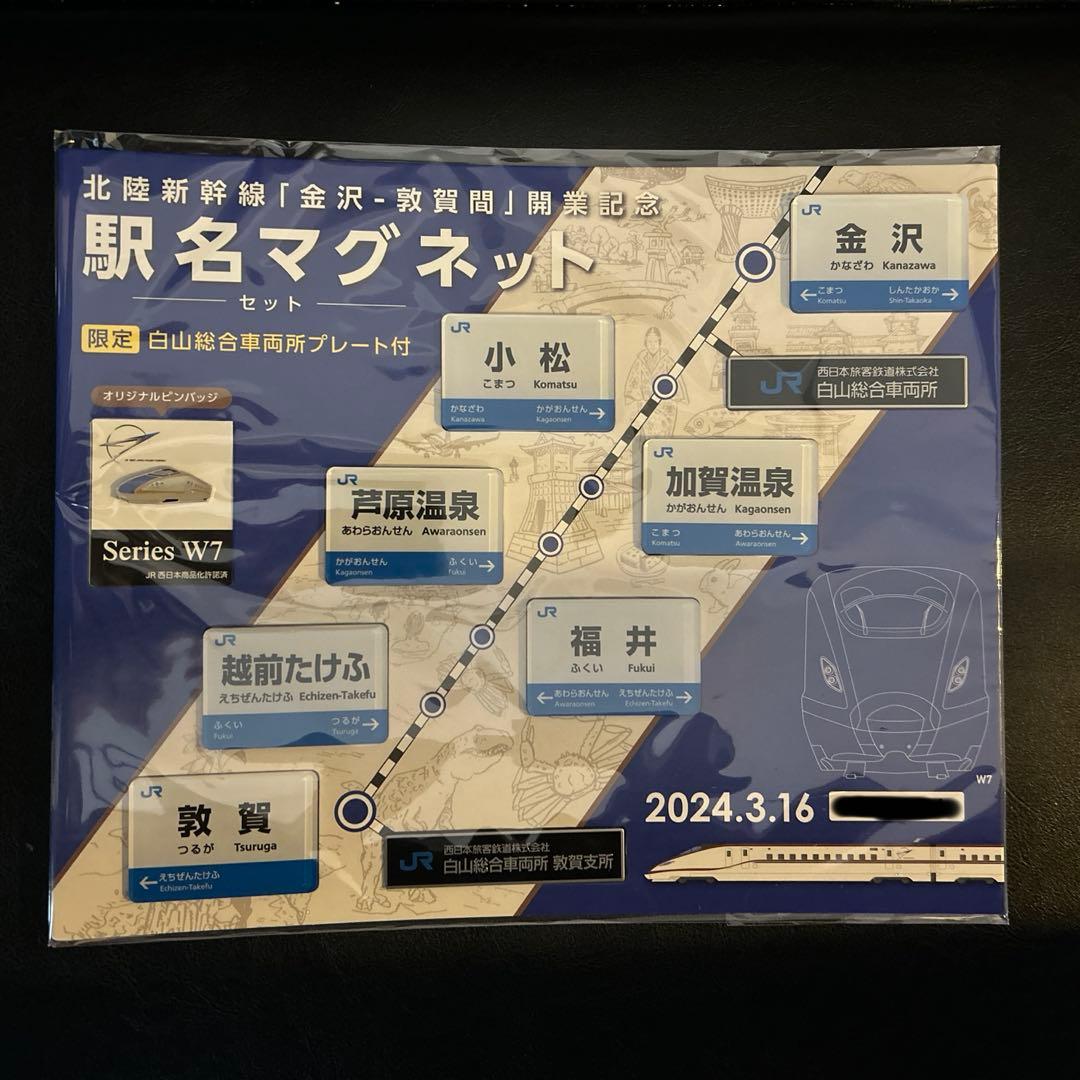 北陸新幹線「金沢-敦賀間」開業記念
駅名マグネット
セット
限定 白山総合車両所プレート付
オリジナルピンバッジ
Series W7
JR西日本商品化許諾済
JR
金沢
かなざわ Kanazawa
←こまつ しんたかおか→
Komatsu Shin-Takaoka
JR
小松
こまつ Komatsu
かなざわ かがおんせん→
Kanazawa Kagaonsen
JR 西日本旅客鉄道株式会社
白山総合車両所
JR
加賀温泉
かがおんせん Kagaonsen
こまつ あわらおんせん→
Komatsu Awaraonsen
JR
芦原温泉
あわらおんせん Awaraonsen
かがおんせん ふくい→
Kagaonsen Fukui
JR
福井
ふくい Fukui
←あわらおんせん えちぜんたけふ→
Awaraonsen Echizen-Takefu
JR
越前たけふ
えちぜんたけふ Echizen-Takefu
ふくい つるが→
Fukui Tsuruga
JR
敦賀
つるが Tsuruga
←えちぜんたけふ
Echizen-Takefu
JR 西日本旅客鉄道株式会社
白山総合車両所 敦賀支所
W7
2024.3.16